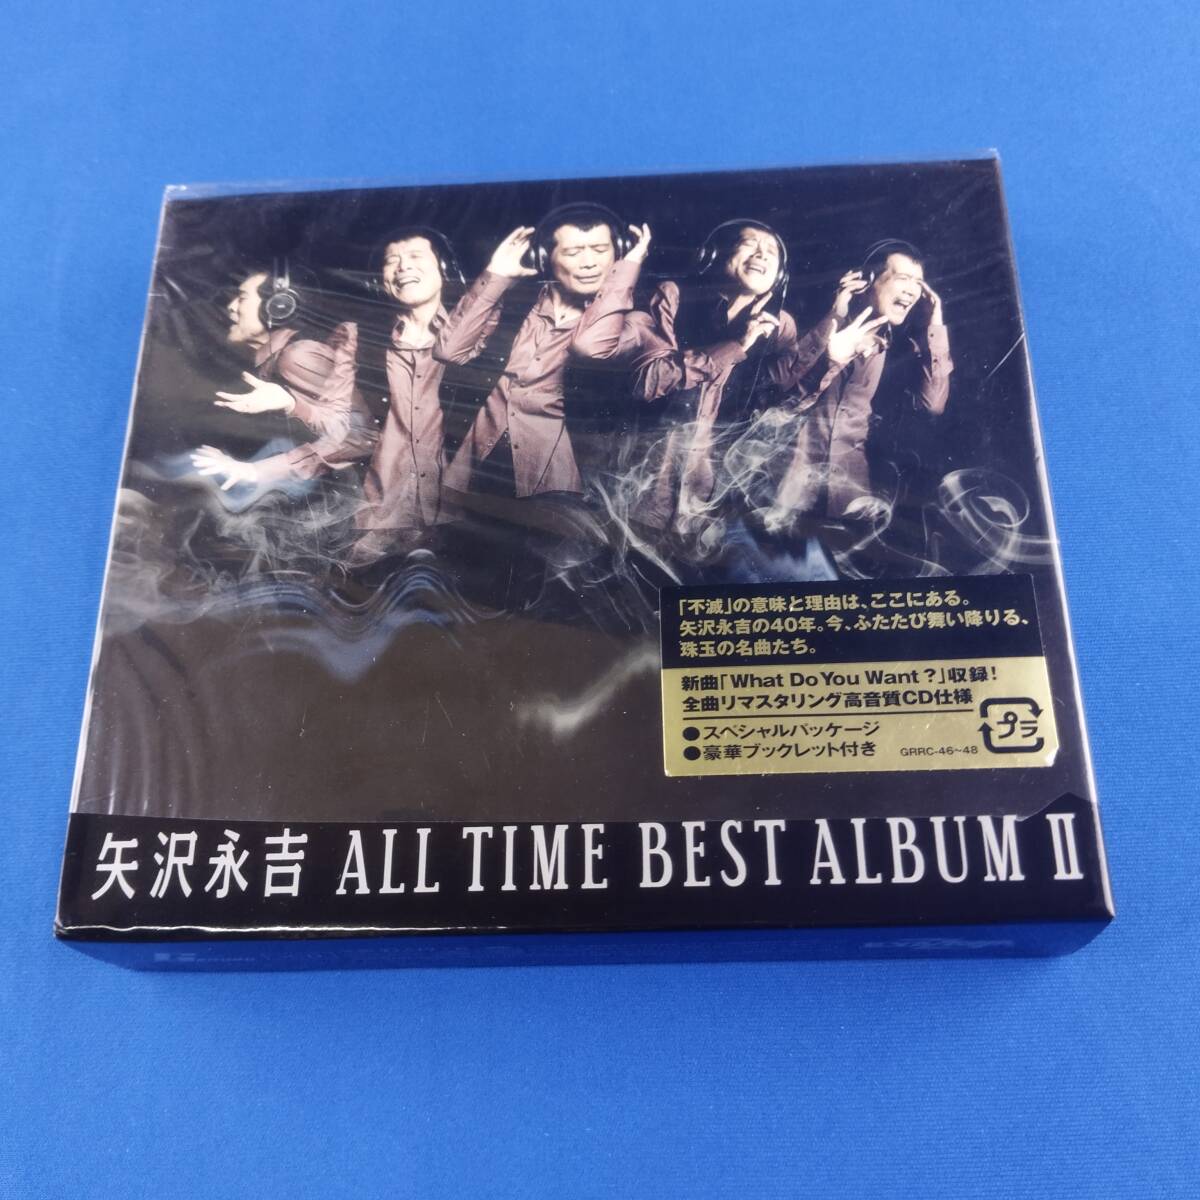 「不滅」の意味と理由は、ここにある。
矢沢永吉の40年。今、ふたたび舞い降りる、
珠玉の名曲たち。
新曲「What Do You Want?」収録!
全曲リマスタリング高音質CD仕様
●スペシャルパッケージ
●豪華ブックレット付き
GRRC-46~48
プラ
矢沢永吉 ALL TIME BEST ALBUM II